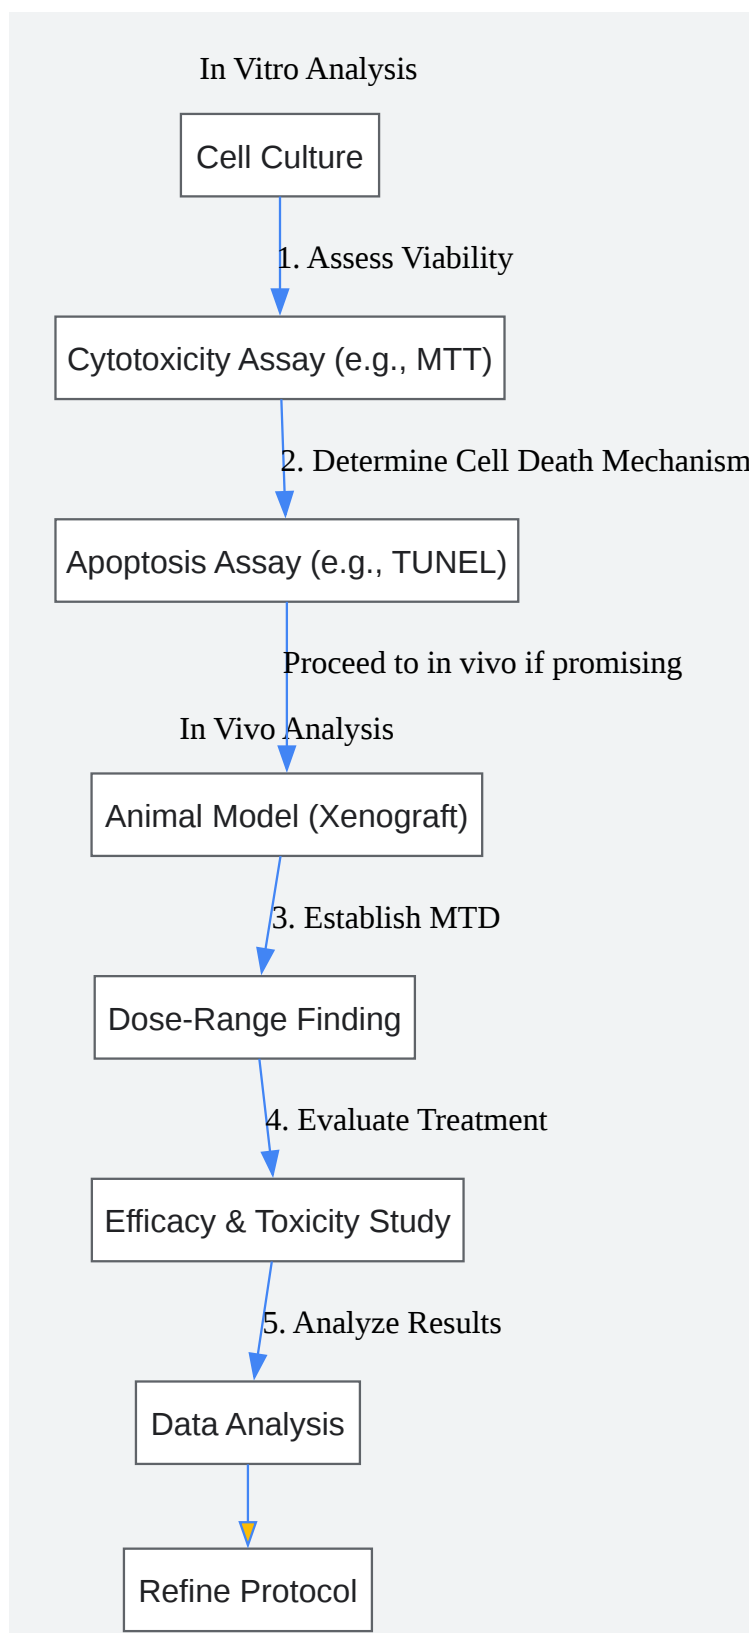 In Vitro Analysis
Cell Culture
1. Assess Viability
Cytotoxicity Assay (e.g., MTT)
2. Determine Cell Death Mechanism
Apoptosis Assay (e.g., TUNEL)
Proceed to in vivo if promising
In Vivo Analysis
Animal Model (Xenograft)
3. Establish MTD
Dose-Range Finding
4. Evaluate Treatment
Efficacy & Toxicity Study
5. Analyze Results
Data Analysis
Refine Protocol